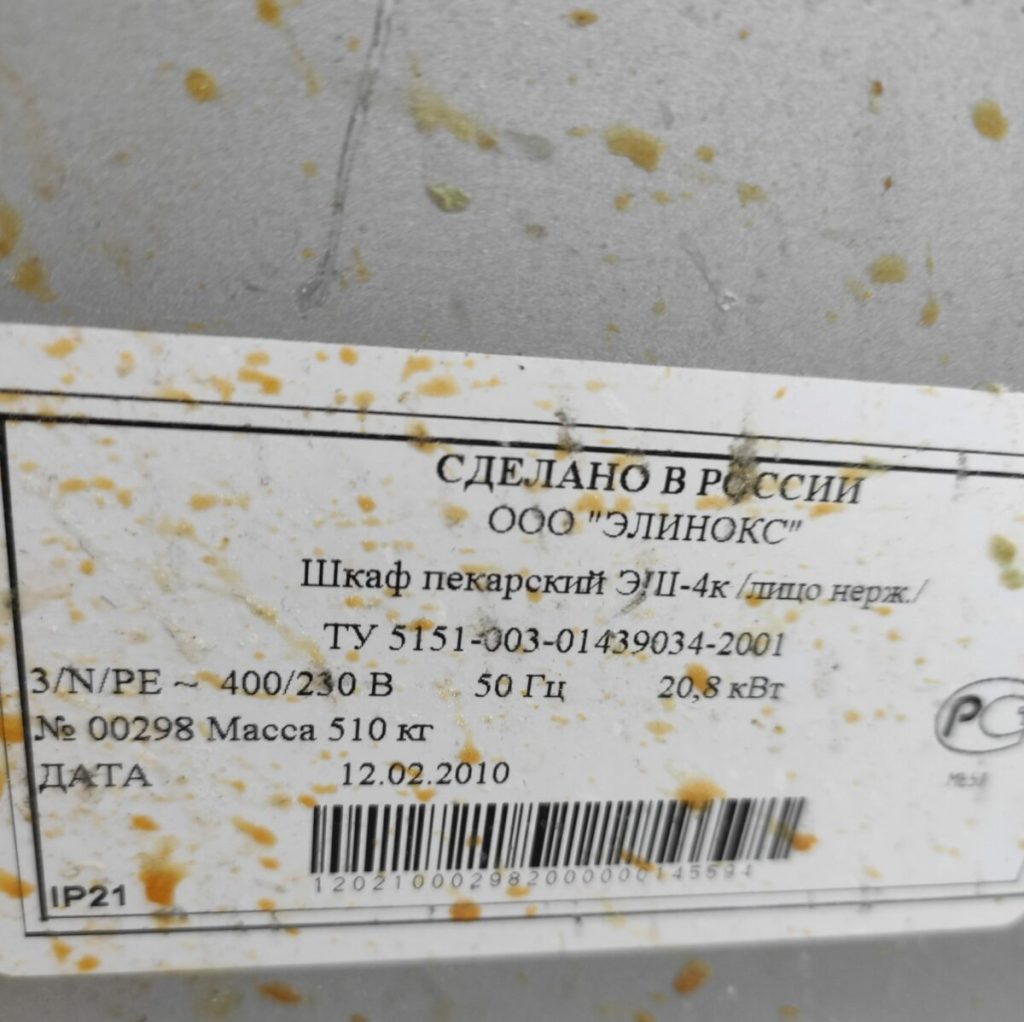 СДЕЛАНО В РОССИИ
ООО "ЭЛИНОКС"
Шкаф пекарский ЭШ-4к /лицо нерж./
ТУ 5151-003-01439034-2001
3/N/PE ~ 400/230 В 50 Гц 20,8 кВт
№ 00298 Масса 510 кг
ДАТА 12.02.2010
IP21